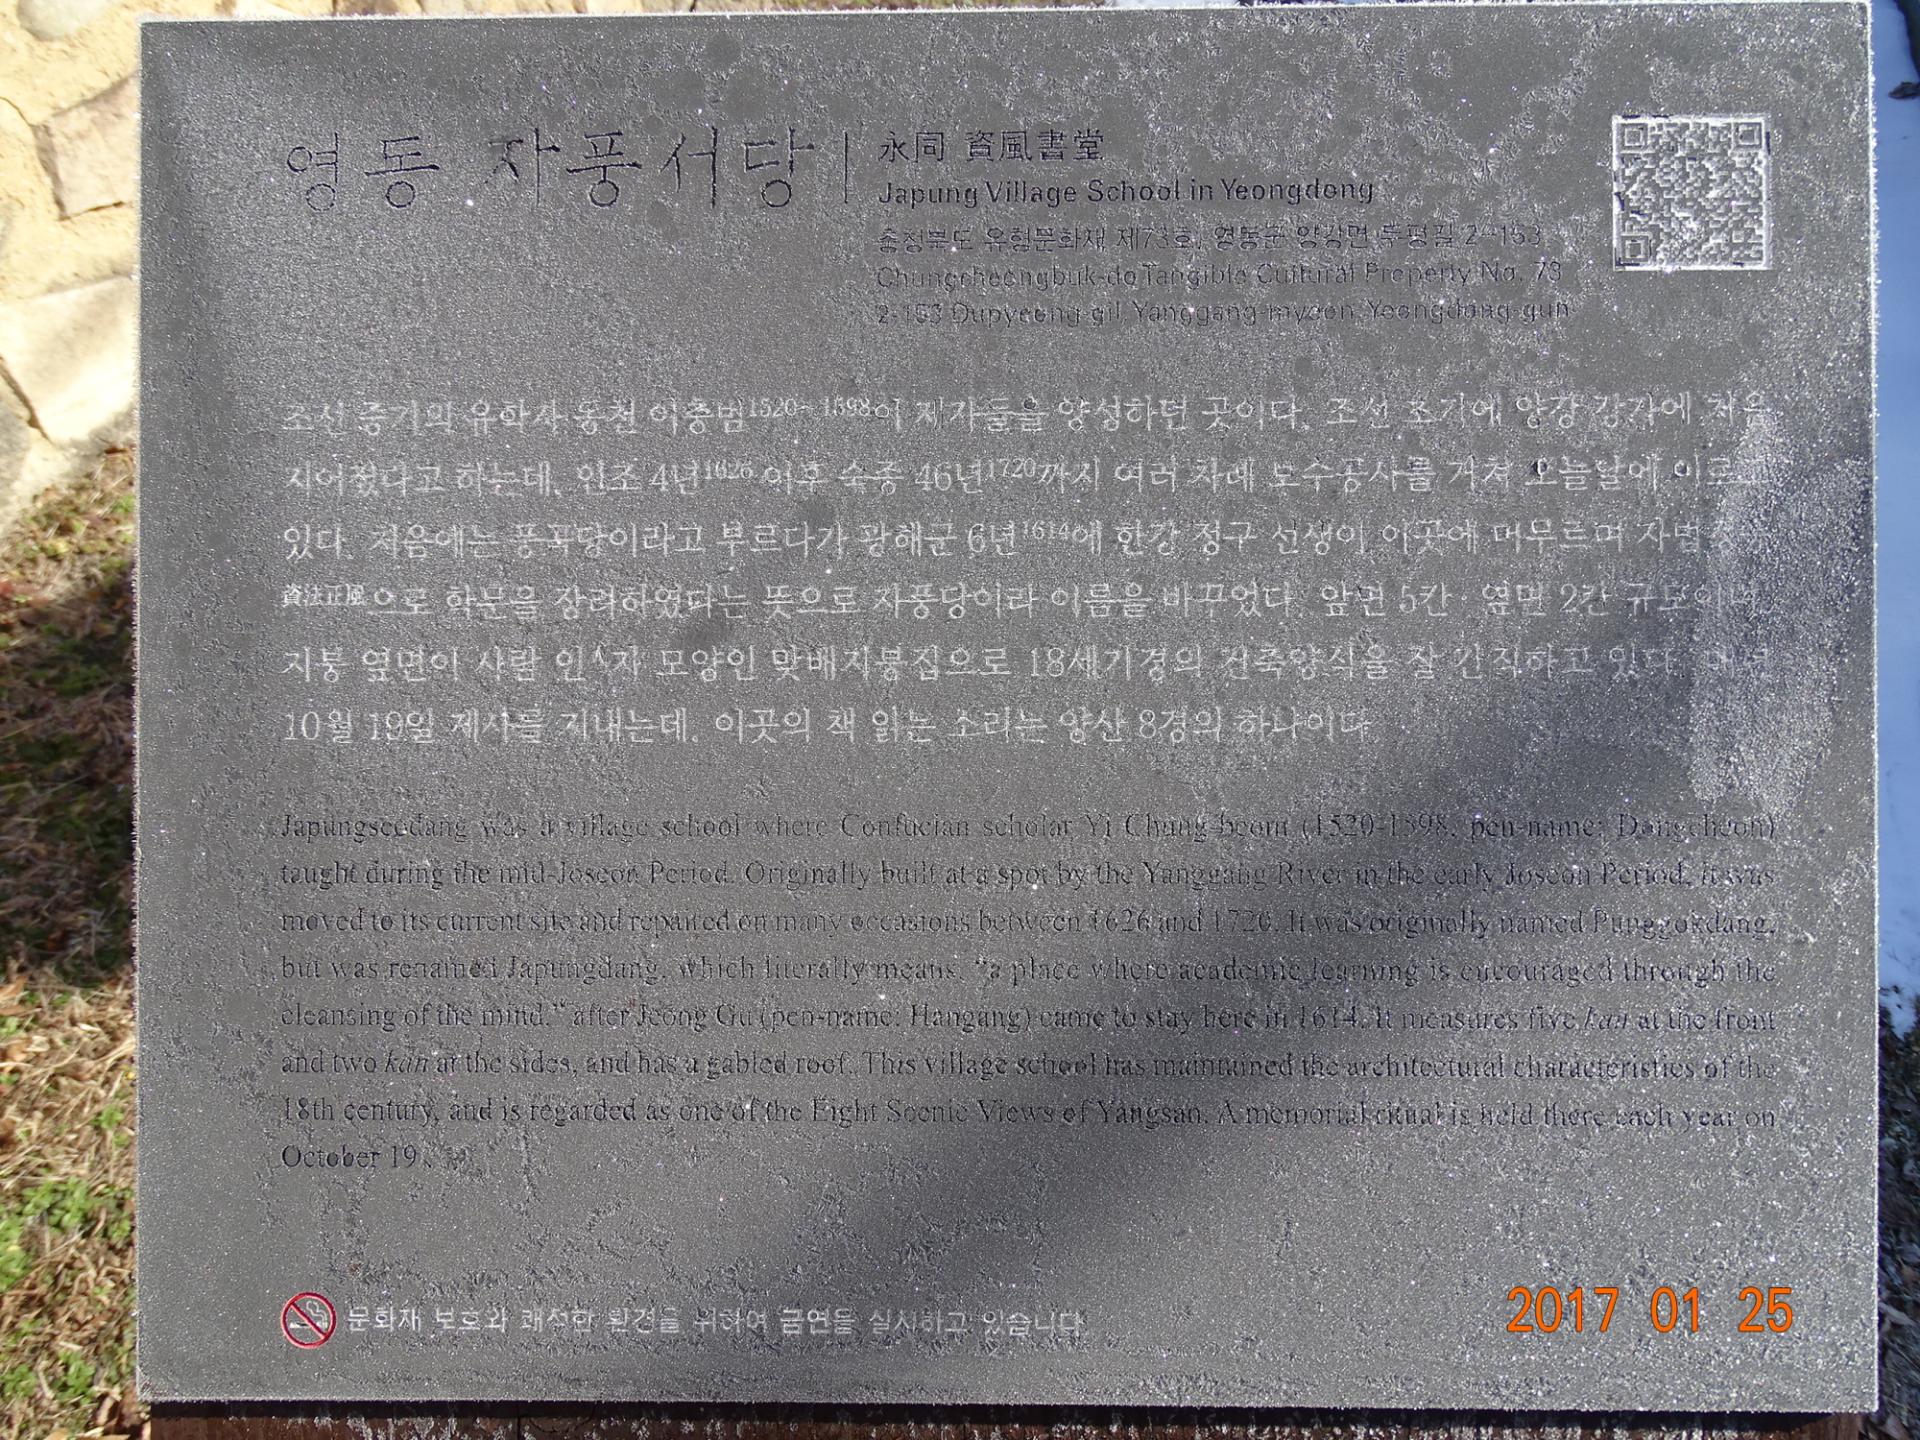 영동 자풍서당
永同 資風書堂
Japung Village School in Yeongdong
충청북도 유형문화재 제73호, 영동군 양강면 두평길 2-153
Chungcheongbuk-do Tangible Cultural Property No. 73
2-153 Dupyeong-gil, Yanggang-myeon, Yeongdong-gun
조선 중기의 유학자 동천 이충범1520~1598이 제자들을 양성하던 곳이다. 조선 초기에 양강 강가에 처음
지어졌다고 하는데, 인조 4년1626 이후 숙종 46년1720까지 여러 차례 보수공사를 거쳐 오늘날에 이르고
있다. 처음에는 풍곡당이라고 부르다가 광해군 6년1614에 한강 정구 선생이 이곳에 머무르며 자법
資法正風으로 학문을 장려하였다는 뜻으로 자풍당이라 이름을 바꾸었다. 앞면 5칸·옆면 2칸 규모이며,
지붕 옆면이 사람 인人자 모양인 맞배지붕집으로 18세기경의 건축양식을 잘 간직하고 있다. 매년
10월 19일 제사를 지내는데, 이곳의 책 읽는 소리는 양산 8경의 하나이다.
Japungseodang was a village school where Confucian scholar Yi Chung-beom (1520-1598, pen-name: Dongcheon)
taught during the mid-Joseon Period. Originally built at a spot by the Yanggang River in the early Joseon Period, it was
moved to its current site and repaired on many occasions between 1626 and 1720. It was originally named Punggokdang,
but was renamed Japungdang, which literally means, “a place where academic learning is encouraged through the
cleansing of the mind,” after Jeong Gu (pen-name: Hangang) came to stay here in 1614. It measures five kan at the front
and two kan at the sides, and has a gabled roof. This village school has maintained the architectural characteristics of the
18th century, and is regarded as one of the Eight Scenic Views of Yangsan. A memorial ritual is held there each year on
October 19.
문화재 보호와 쾌적한 환경을 위하여 금연을 실시하고 있습니다.
2017 01 25